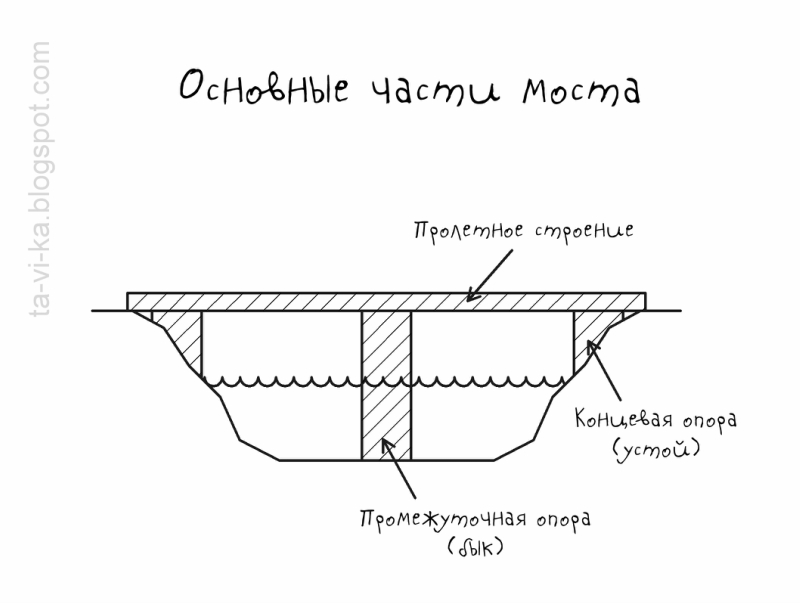 Основные части моста
ta-vi-ka.blogspot.com
Пролетное строение
Концевая опора
(устой)
Промежуточная опора
(бык)